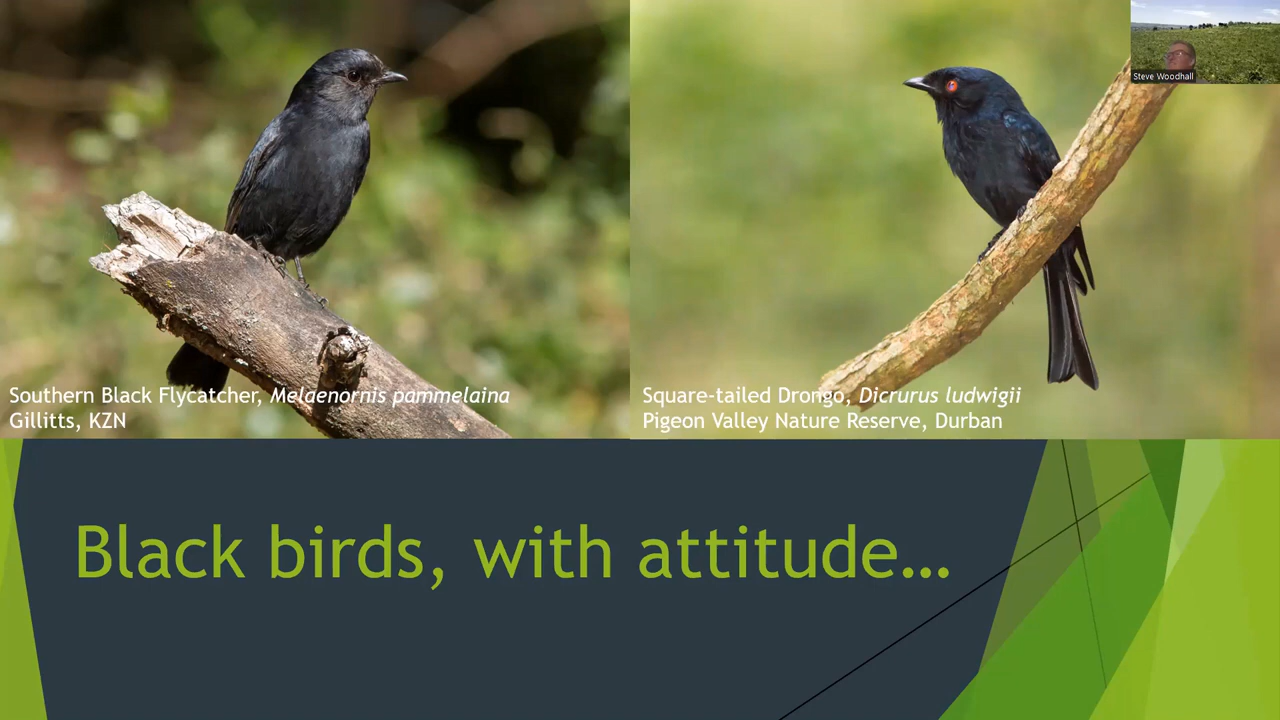 Steve Woodhall
Southern Black Flycatcher, Melaenornis pammelaina
Gillitts, KZN
Square-tailed Drongo, Dicrurus ludwigii
Pigeon Valley Nature Reserve, Durban
Black birds, with attitude...